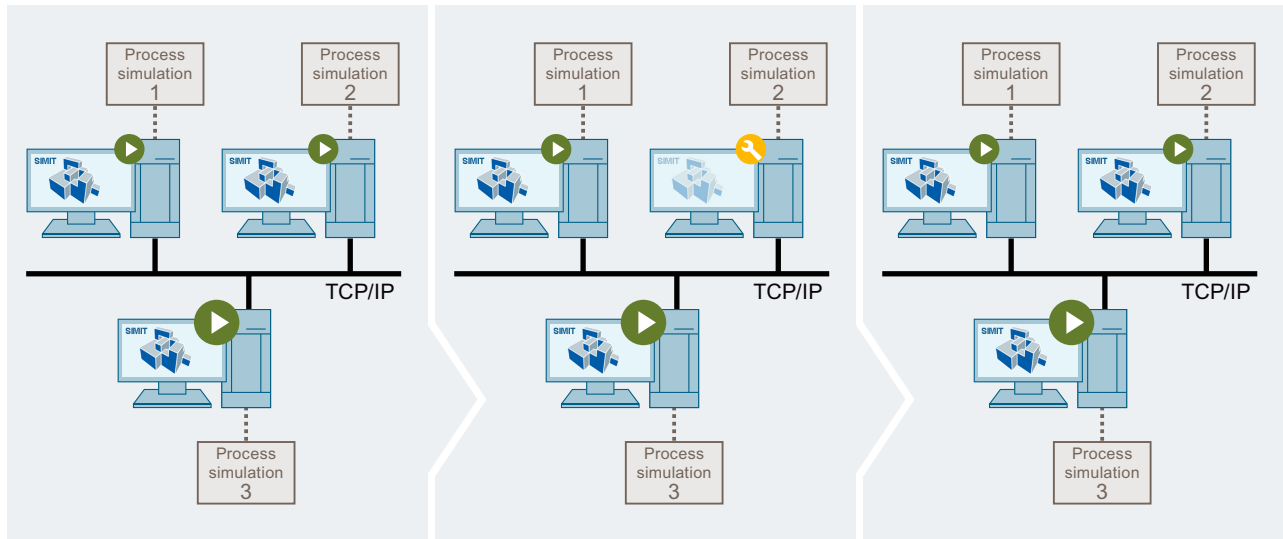 Process
simulation
1
Process
simulation
2
SIMIT
SIMIT
TCP/IP
SIMIT
Process
simulation
3
Process
simulation
1
Process
simulation
2
SIMIT
SIMIT
TCP/IP
SIMIT
Process
simulation
3
Process
simulation
1
Process
simulation
2
SIMIT
SIMIT
TCP/IP
SIMIT
Process
simulation
3